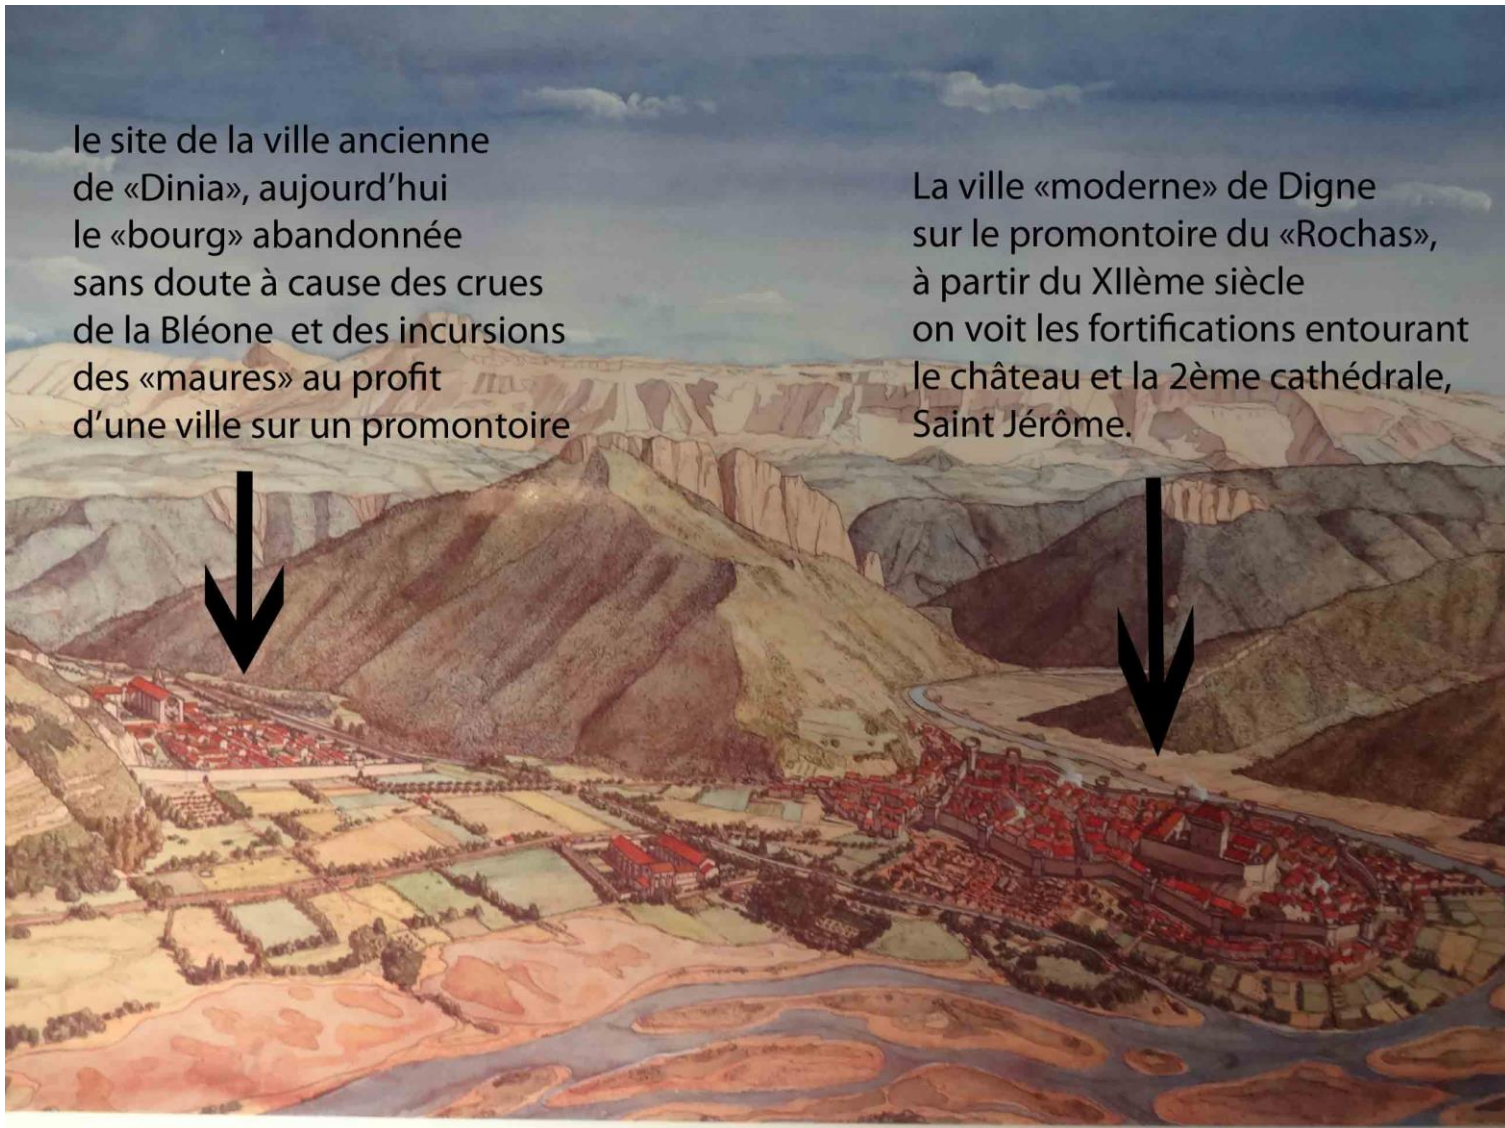 le site de la ville ancienne
de «Dinia», aujourd’hui
le «bourg» abandonnée
sans doute à cause des crues
de la Bléone  et des incursions
des «maures» au profit
d’une ville sur un promontoire
La ville «moderne» de Digne
sur le promontoire du «Rochas»,
à partir du XIIème siècle
on voit les fortifications entourant
le château et la 2ème cathédrale,
Saint Jérôme.